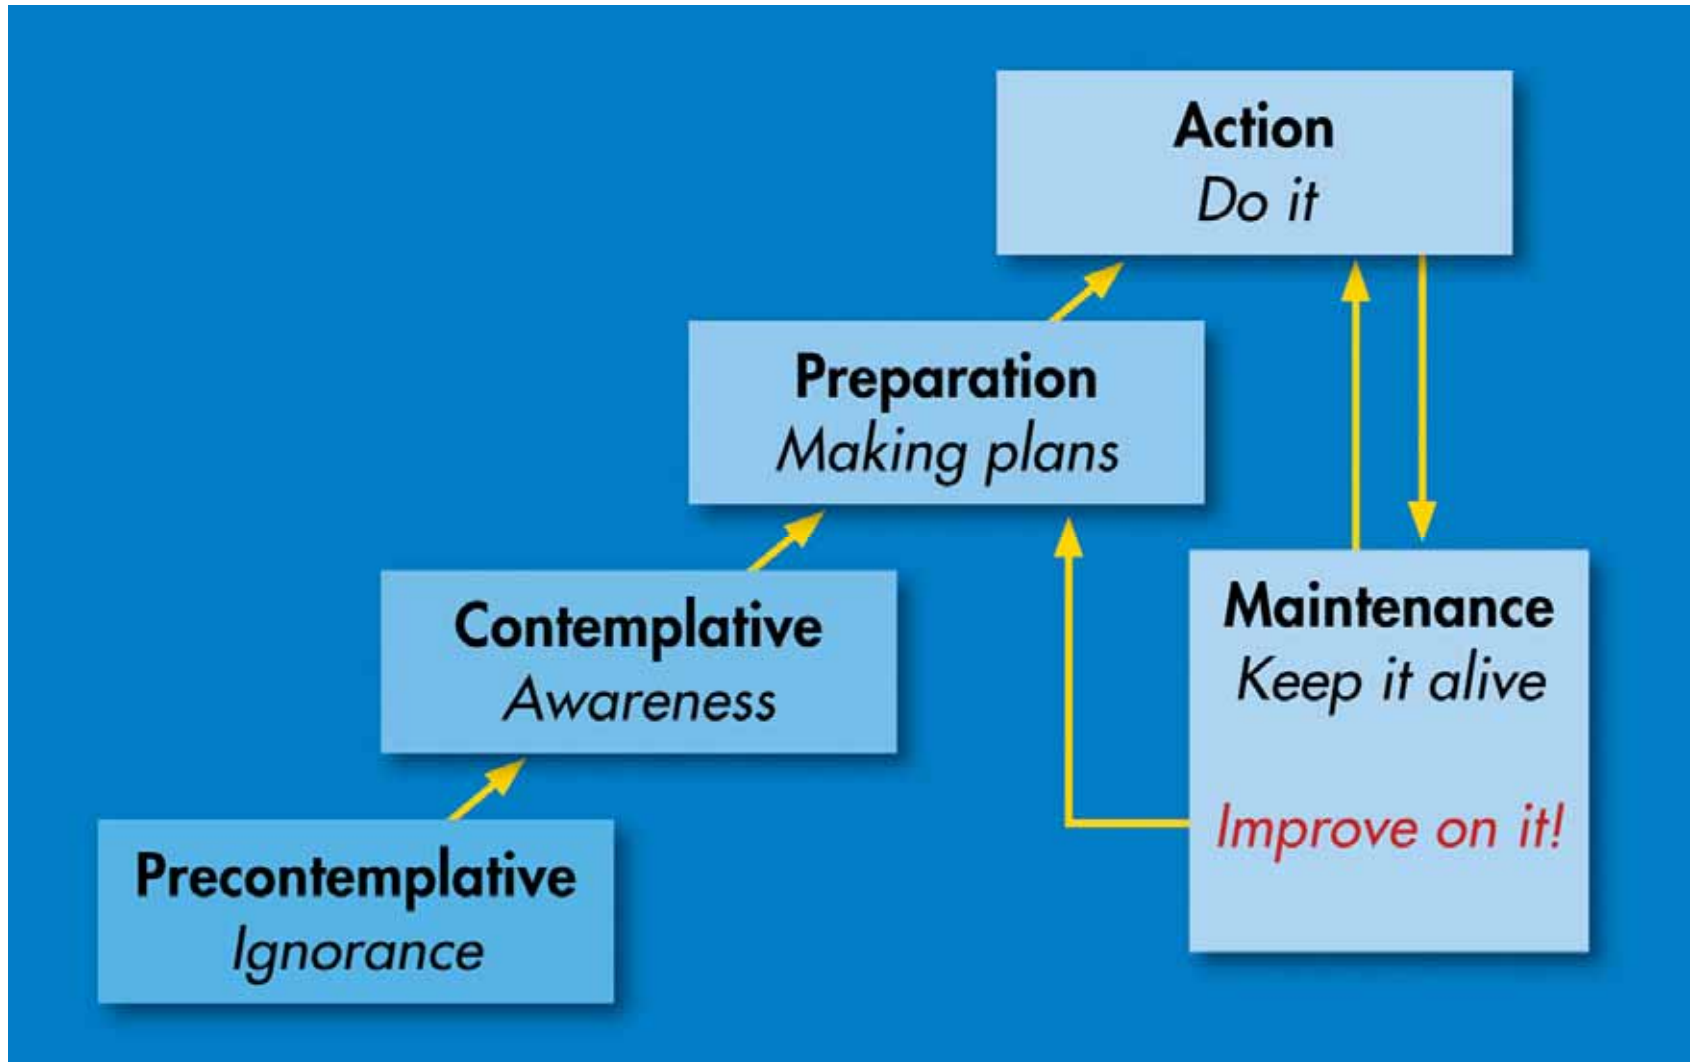 Action
Do it
Preparation
Making plans
Contemplative
Awareness
Maintenance
Keep it alive
Improve on it!
Precontemplative
Ignorance